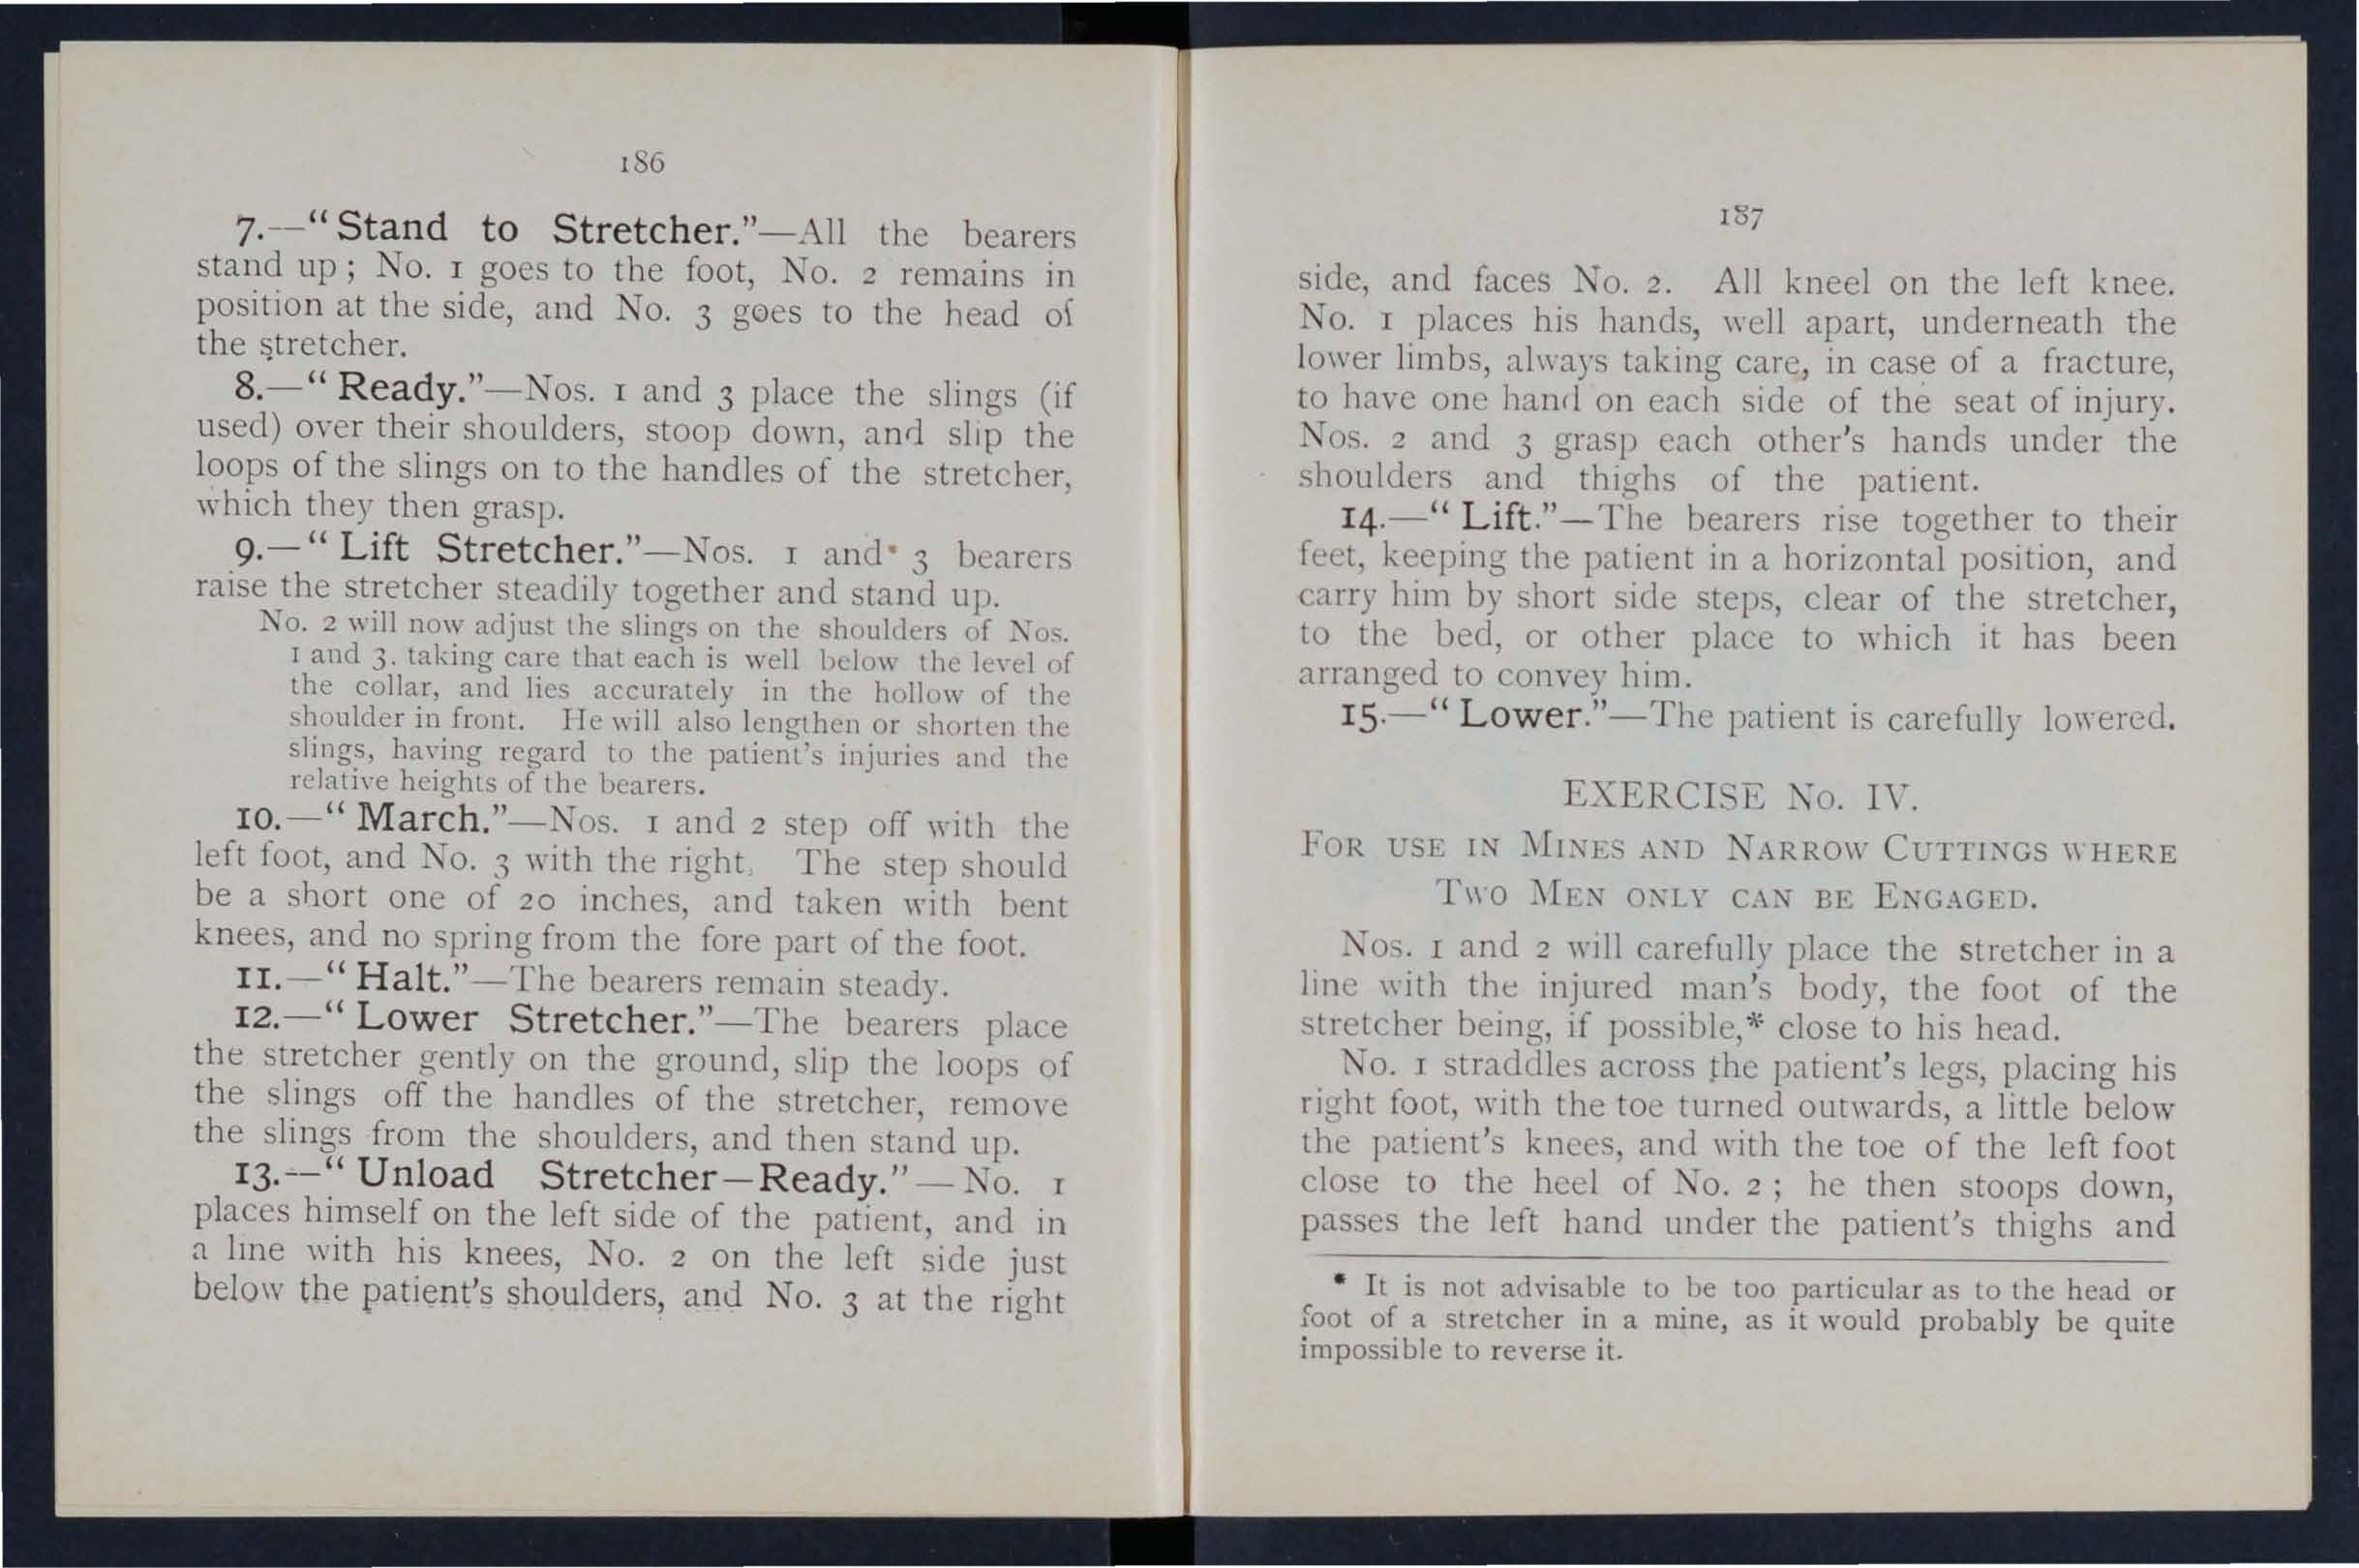 186
7.—“Stand to Stretcher.”—All the bearers
stand up; No. 1 goes to the foot, No. 2 remains in
position at the side, and No. 3 goes to the head of
the stretcher.
8.—“Ready.”—Nos. 1 and 3 place the slings (if
used) over their shoulders, stoop down, and slip the
loops of the slings on to the handles of the stretcher,
which they then grasp.
9.—“Lift Stretcher.”—Nos. 1 and 3 bearers
raise the stretcher steadily together and stand up.
No. 2 will now adjust the slings on the shoulders of Nos.
1 and 3. taking care that each is well below the level of
the collar, and lies accurately in the hollow of the
shoulder in front. He will also lengthen or shorten the
slings, having regard to the patient’s injuries and the
relative heights of the bearers.
10.—“March.”—Nos. 1 and 2 step off with the
left foot, and No. 3 with the right, The step should
be a short one of 20 inches, and taken with bent
knees, and no spring from the fore part of the foot.
11.—“Halt.”—The bearers remain steady.
12.—“Lower Stretcher.”—The bearers place
the stretcher gently on the ground, slip the loops of
the slings off the handles of the stretcher, remove
the slings from the shoulders, and then stand up.
13.—“Unload Stretcher—Ready.”—No. 1
places himself on the left side of the patient, and in
a line with his knees, No. 2 on the left side just
below the patient’s shoulders, and No. 3 at the right
187
side, and faces No. 2. All kneel on the left knee.
No. 1 places his hands, well apart, underneath the
lower limbs, always taking care, in case of a fracture,
to have one hand on each side of the seat of injury.
Nos. 2 and 3 grasp each other’s hands under the
shoulders and thighs of the patient.
14.—“Lift.”—The bearers rise together to their
feet, keeping the patient in a horizontal position, and
carry him by short side steps, clear of the stretcher,
to the bed, or other place to which it has been
arranged to convey him.
15.—“Lower.”—The patient is carefully lowered.
EXERCISE No. IV.
FOR USE IN MINES AND NARROW CUTTINGS WHERE
TWO MEN ONLY CAN BE ENGAGED.
Nos. 1 and 2 will carefully place the stretcher in a
line with the injured man’s body, the foot of the
stretcher being, if possible,* close to his head.
No. 1 straddles across the patient’s legs, placing his
right foot, with the toe turned outwards, a little below
the patient’s knees, and with the toe of the left foot
close to the heel of No. 2; he then stoops down,
passes the left hand under the patient’s thighs and
* It is not advisable to be too particular as to the head or
foot of a stretcher in a mine, as it would probably be quite
impossible to reverse it.